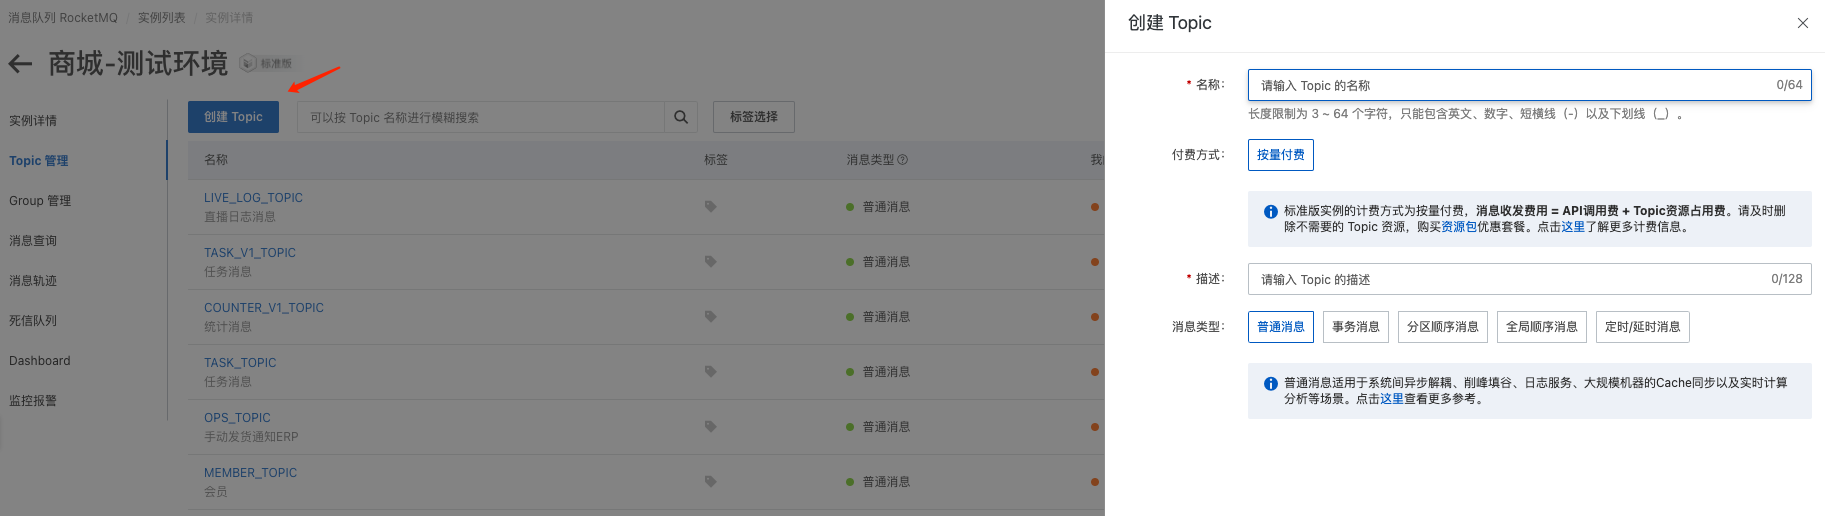 消息队列 RocketMQ / 实例列表 / 实例详情
商城-测试环境 标准版
实例详情
Topic 管理
Group 管理
消息查询
消息轨迹
死信队列
Dashboard
监控报警
创建 Topic 可以按 Topic 名称进行模糊搜索 标签选择
名称 标签 消息类型
LIVE_LOG_TOPIC 普通消息
直播日志消息
TASK_V1_TOPIC 普通消息
任务消息
COUNTER_V1_TOPIC 普通消息
统计消息
TASK_TOPIC 普通消息
任务消息
OPS_TOPIC 普通消息
手动发货通知ERP
MEMBER_TOPIC 普通消息
会员
创建 Topic
* 名称: 请输入 Topic 的名称 0/64
长度限制为 3 ~ 64 个字符，只能包含英文、数字、短横线（-）以及下划线（_）。
付费方式: 按量付费
标准版实例的计费方式为按量付费，消息收发费用 = API调用费 + Topic资源占用费。请及时删
除不需要的 Topic 资源，购买资源包优惠套餐。点击这里了解更多计费信息。
* 描述: 请输入 Topic 的描述 0/128
消息类型: 普通消息 事务消息 分区顺序消息 全局顺序消息 定时/延时消息
普通消息适用于系统间异步解耦、削峰填谷、日志服务、大规模机器的Cache同步以及实时计算
分析等场景。点击这里查看更多参考。